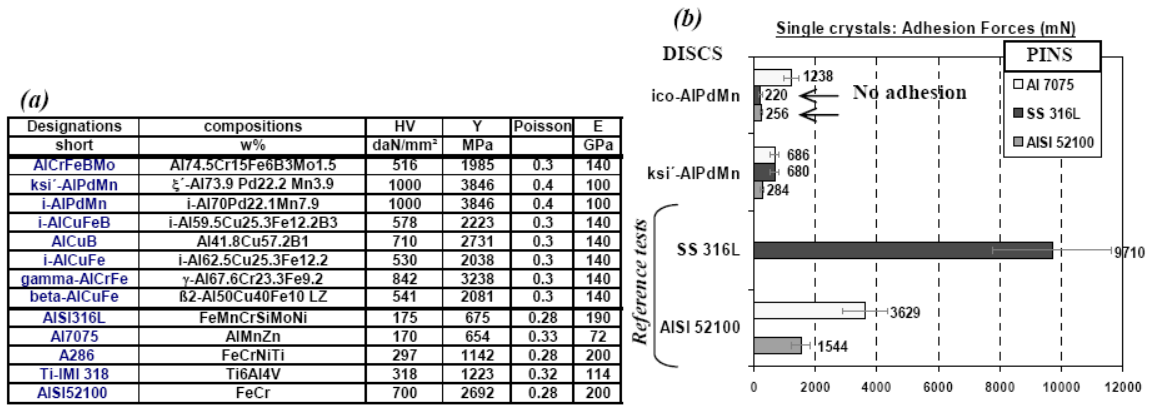 (a)
Designations compositions HV Y Poisson E
short w% daN/mm² MPa GPa
AlCrFeBMo Al74.5Cr15Fe6B3Mo1.5 516 1985 0.3 140
ksi´-AlPdMn ξ´-Al73.9 Pd22.2 Mn3.9 1000 3846 0.4 100
i-AlPdMn i-Al70Pd22.1Mn7.9 1000 3846 0.4 100
i-AlCuFeB i-Al59.5Cu25.3Fe12.2B3 578 2223 0.3 140
AlCuB Al41.8Cu57.2B1 710 2731 0.3 140
i-AlCuFe i-Al62.5Cu25.3Fe12.2 530 2038 0.3 140
gamma-AlCrFe γ-Al67.6Cr23.3Fe9.2 842 3238 0.3 140
beta-AlCuFe ß2-Al50Cu40Fe10 LZ 541 2081 0.3 140
AISI316L FeMnCrSiMoNi 175 675 0.28 190
Al7075 AlMnZn 170 654 0.33 72
A286 FeCrNiTi 297 1142 0.28 200
Ti-IMI 318 Ti6Al4V 318 1223 0.32 114
AISI52100 FeCr 700 2692 0.28 200
(b)
Single crystals: Adhesion Forces (mN)
DISCS
PINS
Al 7075
SS 316L
AISI 52100
ico-AlPdMn
1238
220
256
No adhesion
ksi´-AlPdMn
686
680
284
Reference tests
SS 316L
9710
AISI 52100
3629
1544
0 2000 4000 6000 8000 10000 12000